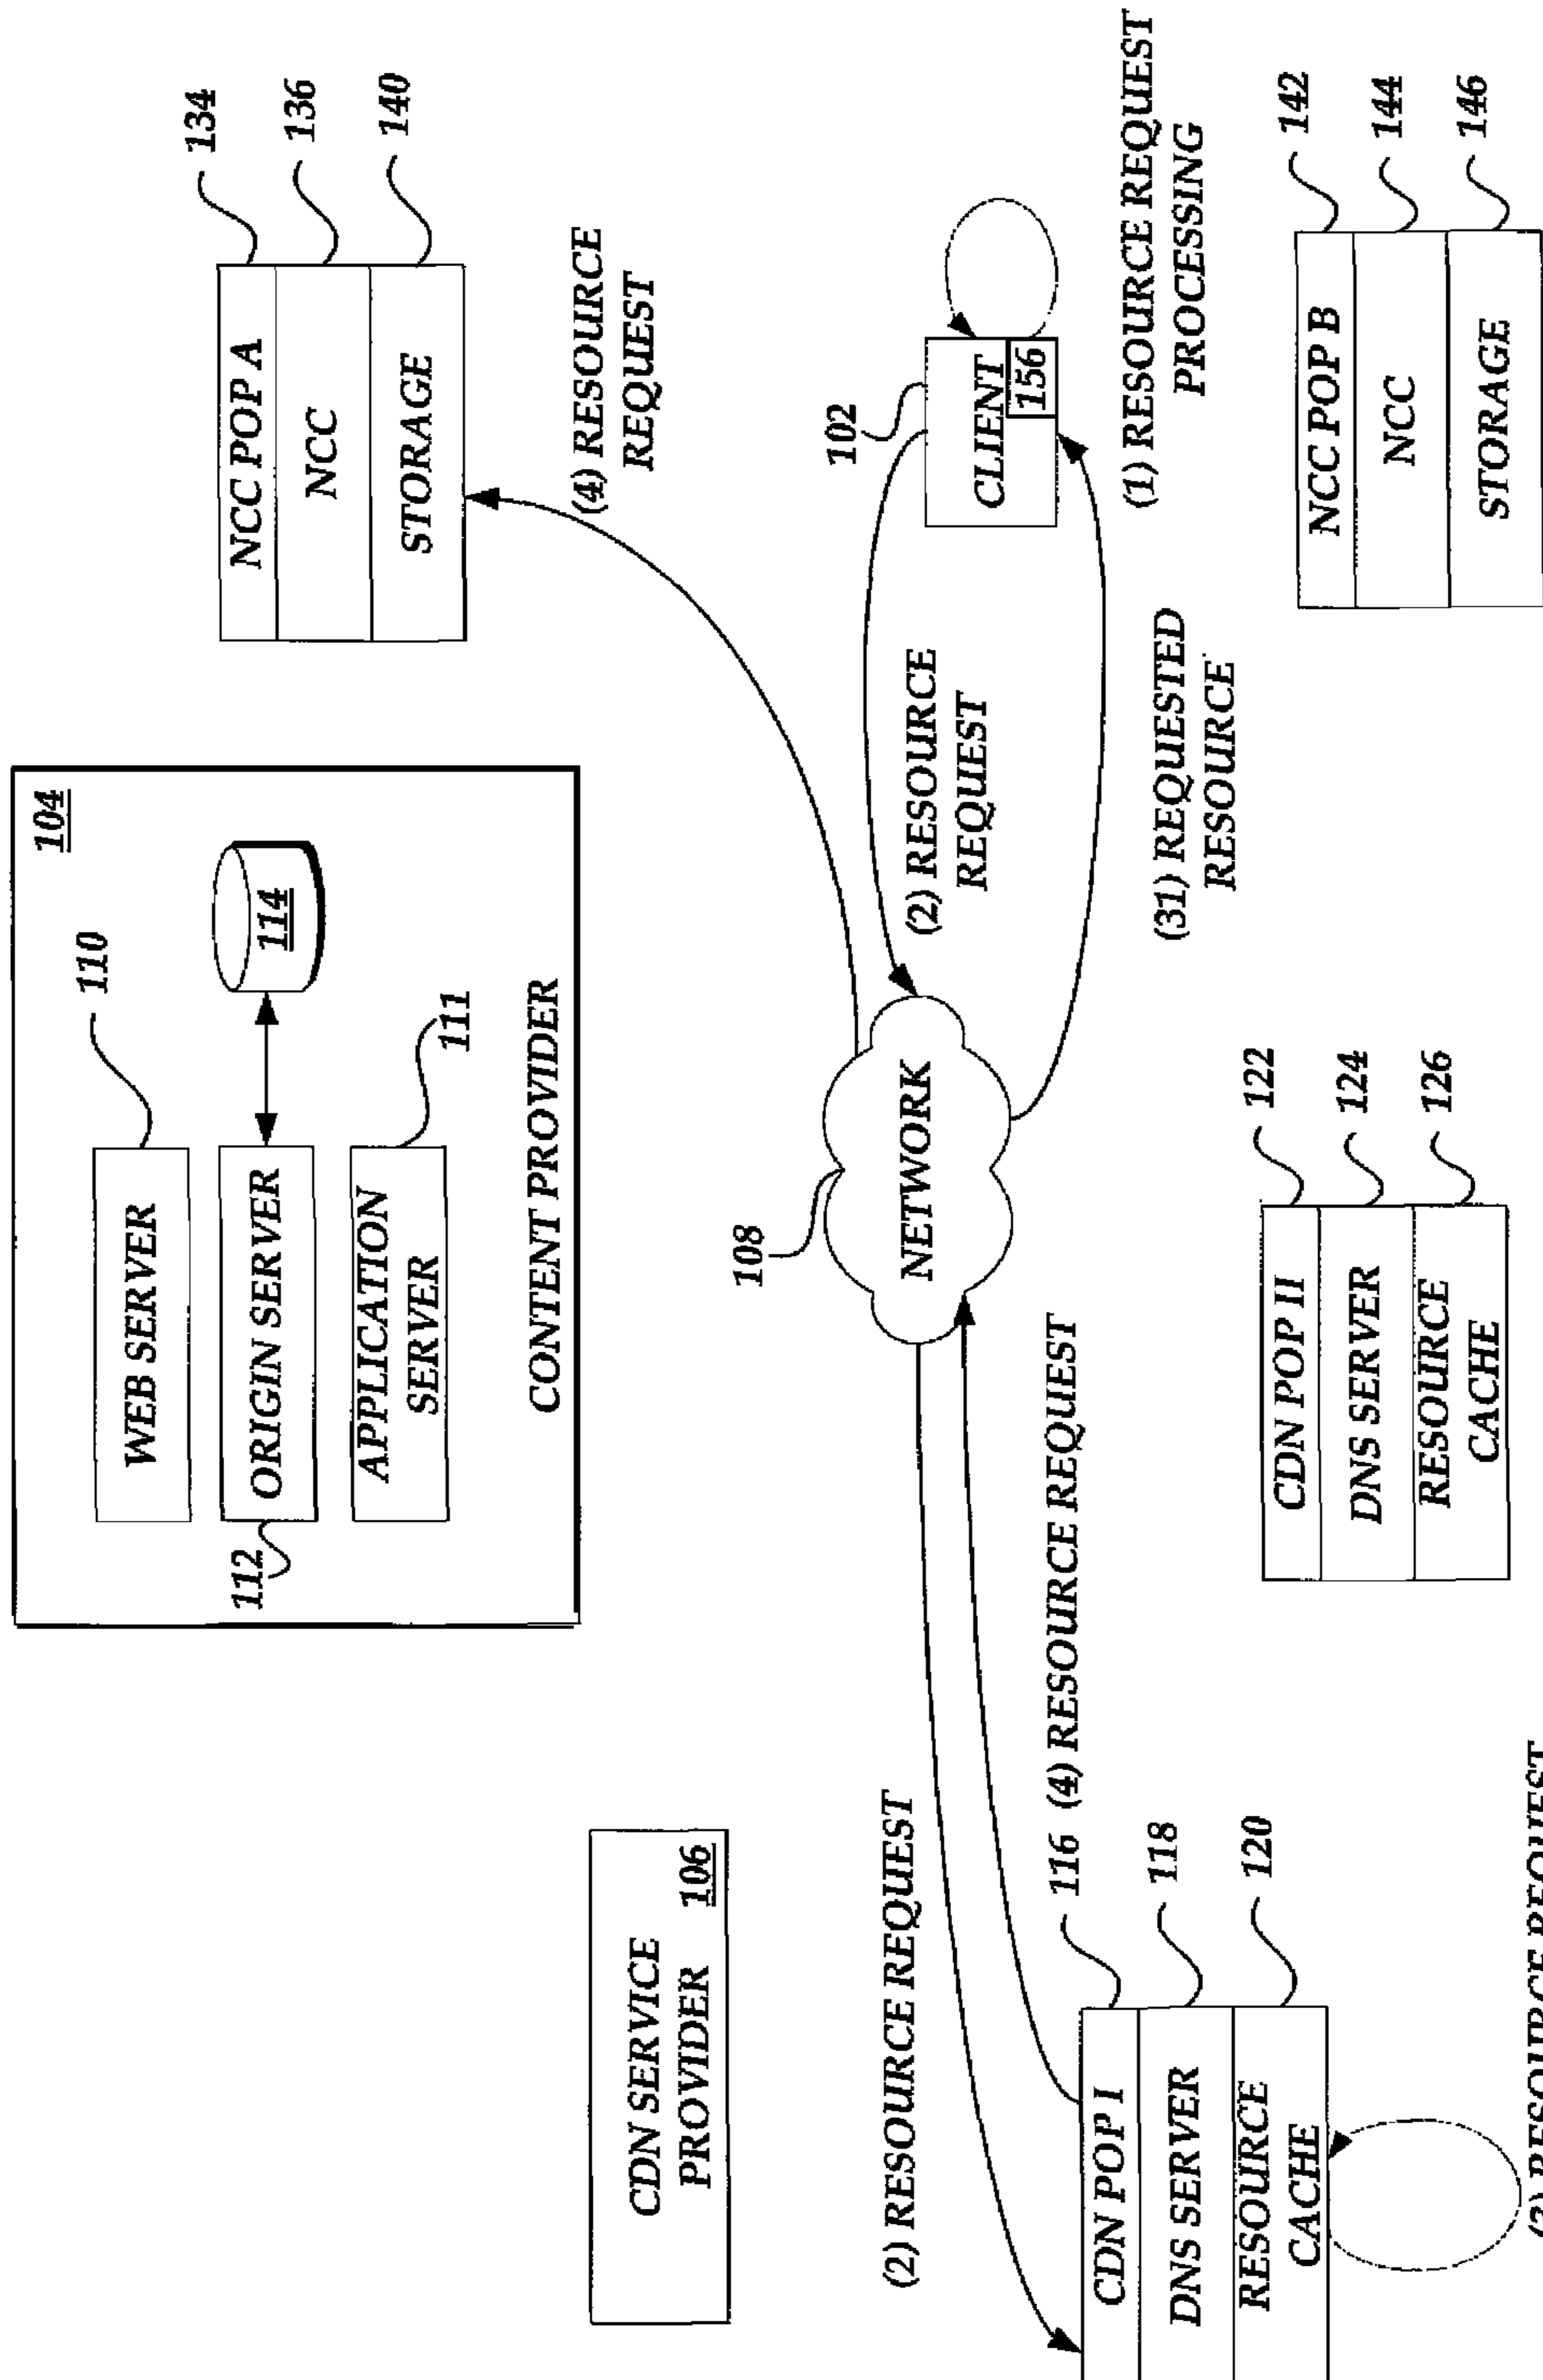 104
110
WEB SERVER
112
ORIGIN SERVER
114
APPLICATION
SERVER
111
CONTENT PROVIDER
NCC POP A
134
NCC
136
STORAGE
140
(4) RESOURCE
REQUEST
CDN SERVICE
PROVIDER
106
108
NETWORK
102
CLIENT
156
(2) RESOURCE REQUEST
(2) RESOURCE
REQUEST
(4) RESOURCE REQUEST
(1) RESOURCE REQUEST
PROCESSING
(31) REQUESTED
RESOURCE
CDN POP I
116
DNS SERVER
118
RESOURCE
CACHE
120
CDN POP II
122
DNS SERVER
124
RESOURCE
CACHE
126
NCC POP B
142
NCC
144
STORAGE
146
(3) RESOURCE REQUEST